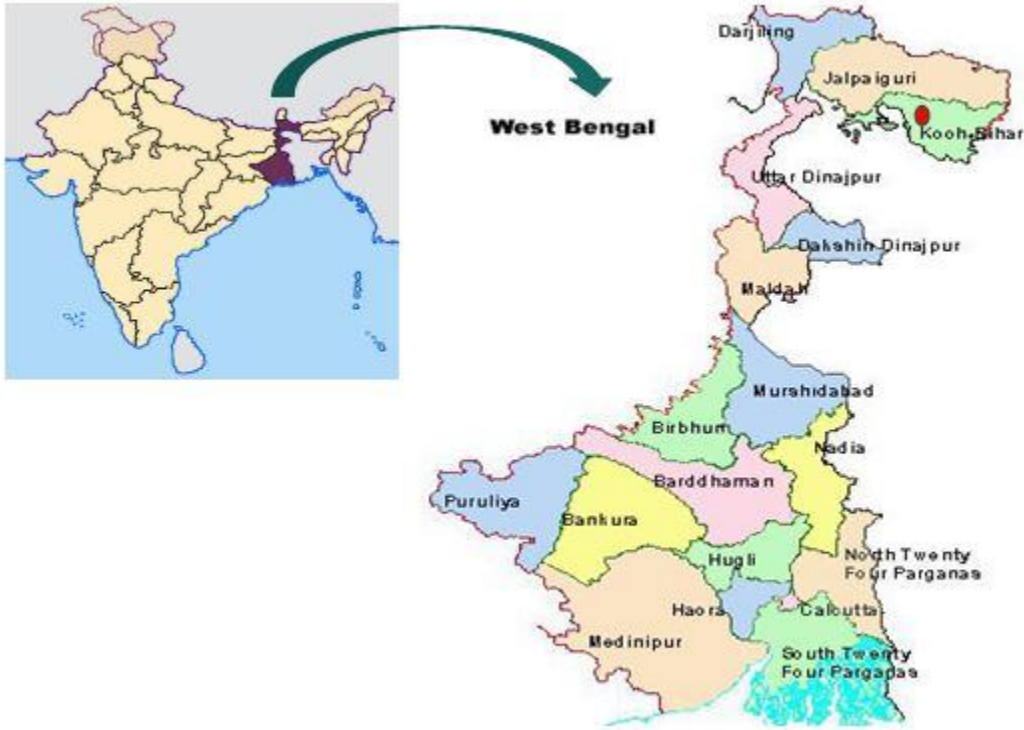 Darjiling
Jalpaiguri
West Bengal
Kooh-Bihar
Uttar Dinajpur
Dakshin Dinajpur
Maldah
Murshidabad
Birbhum
Nadia
Barddhaman
Puruliya
Bankura
North Twenty
Four Parganas
Hugli
Haora
Calcutta
Medinipur
South Twenty
Four Parganas